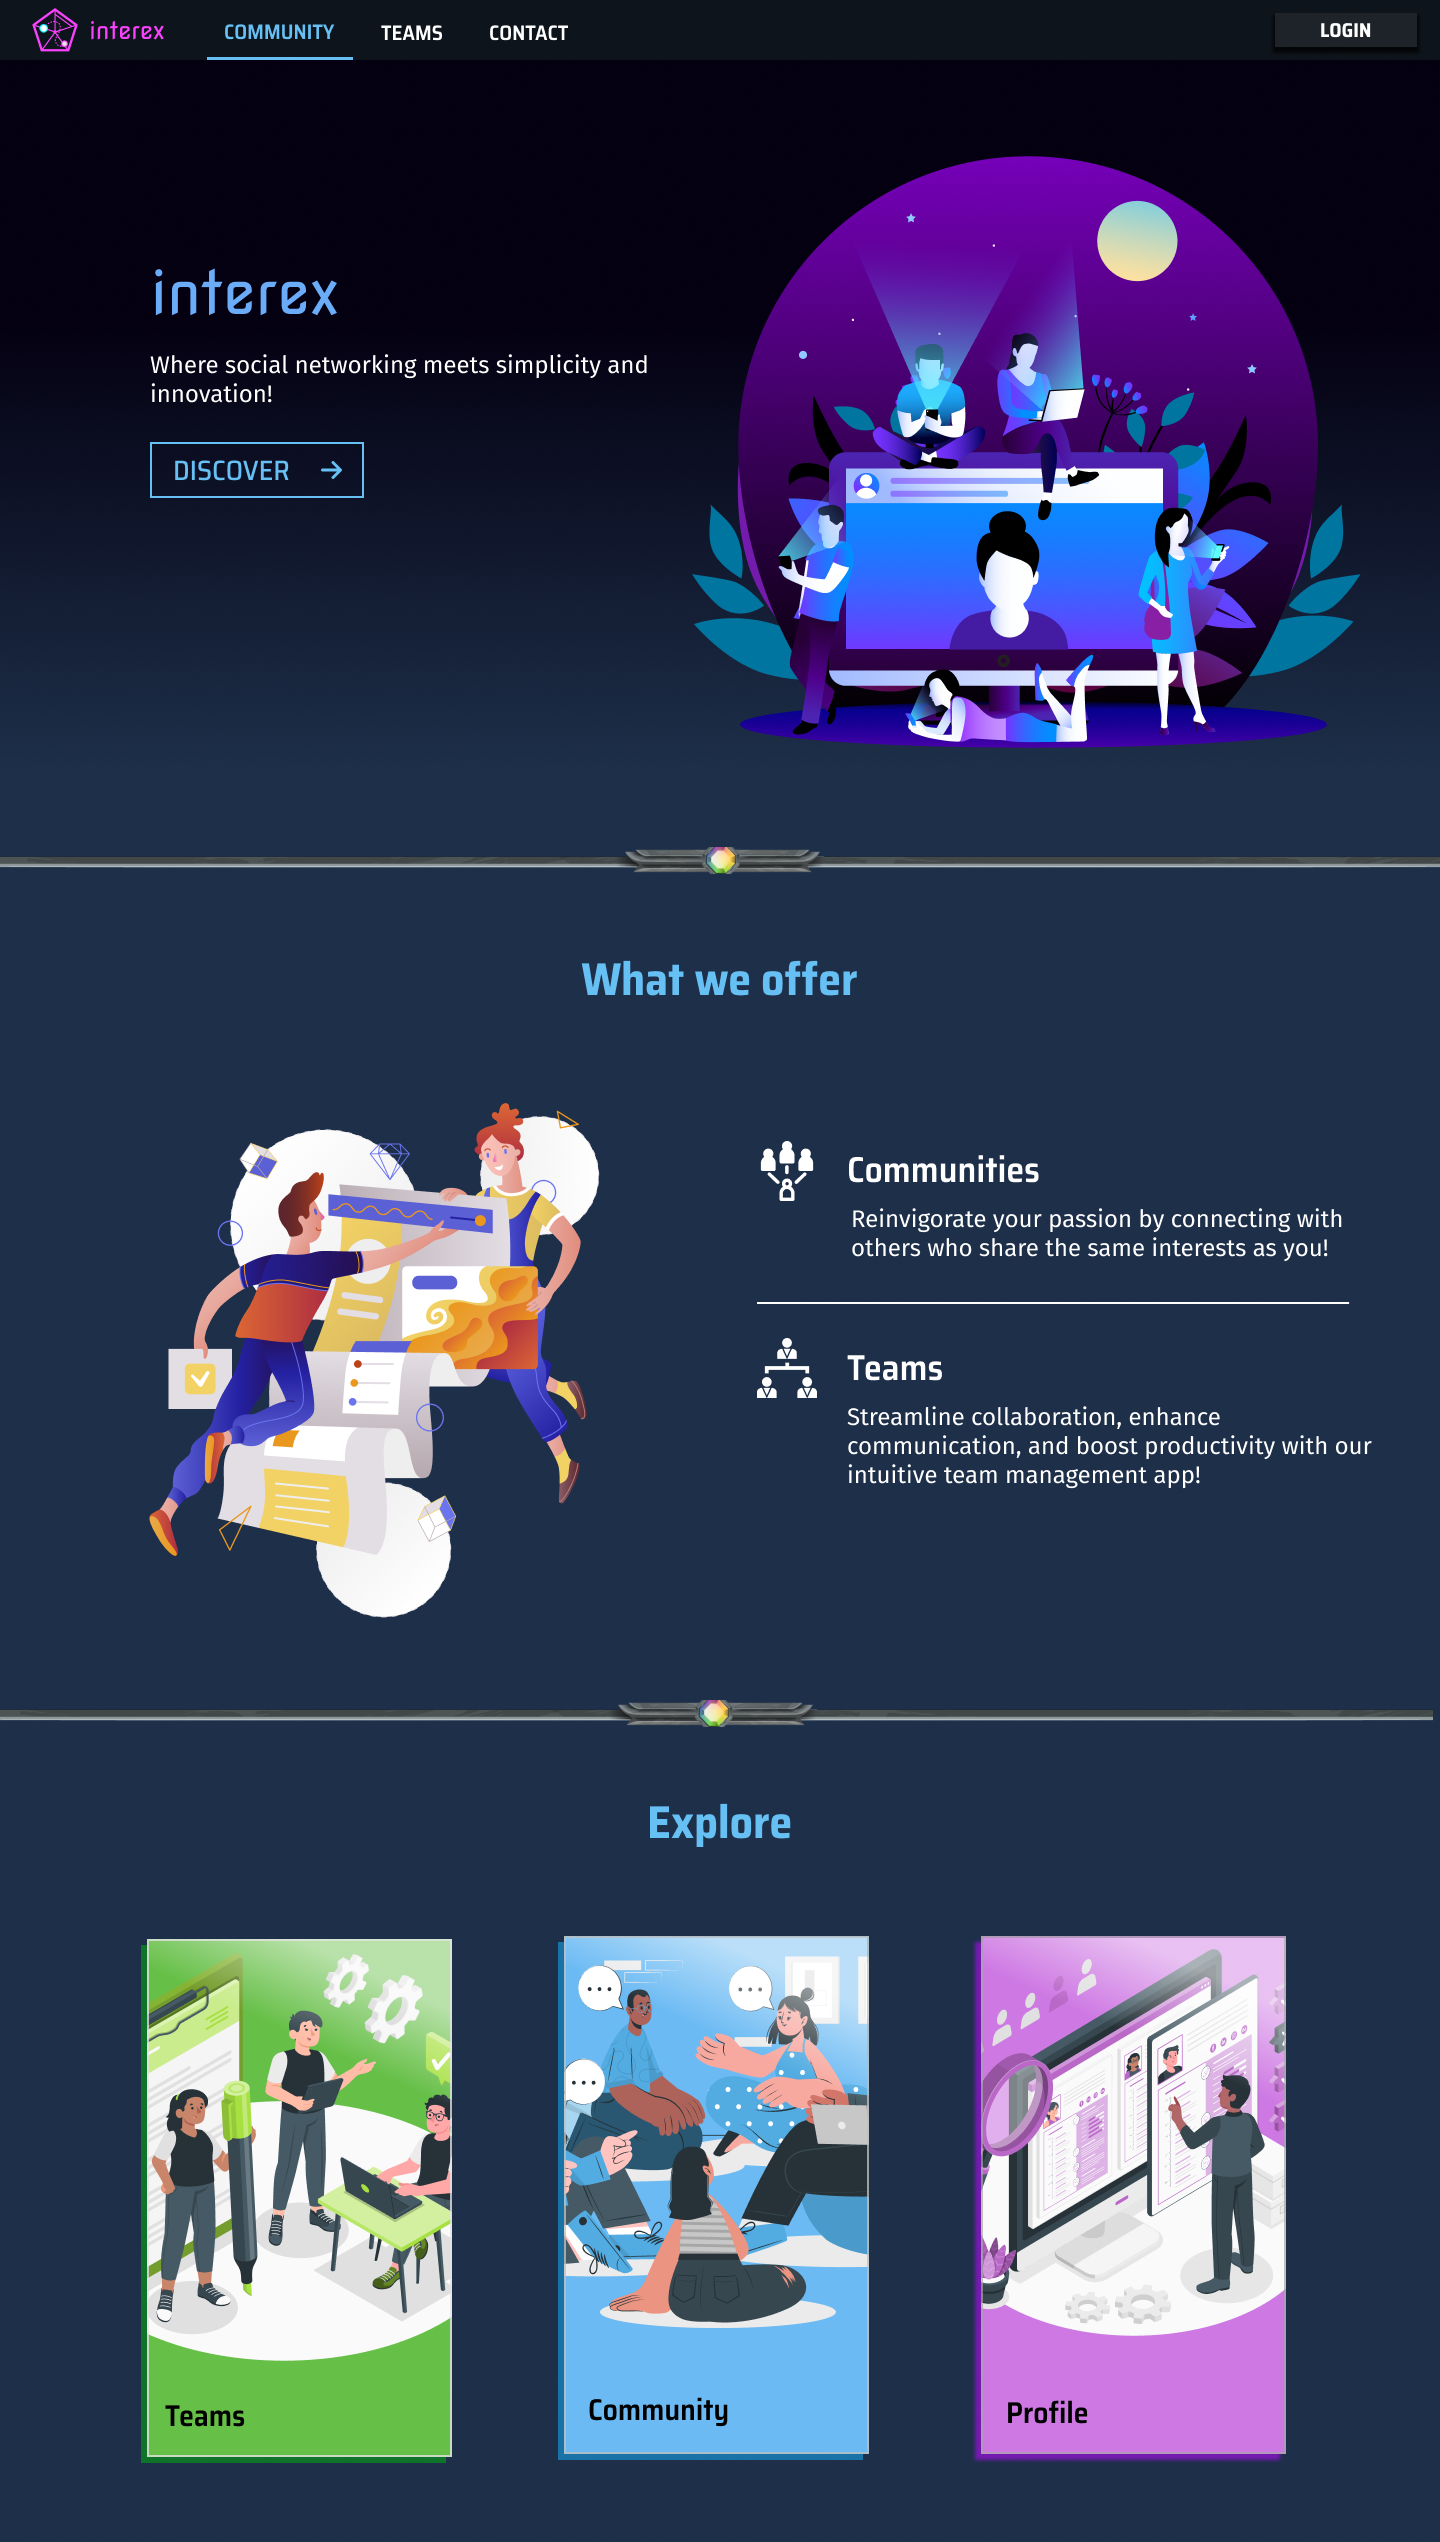 interex
COMMUNITY
TEAMS
CONTACT
LOGIN
interex
Where social networking meets simplicity and
innovation!
DISCOVER
What we offer
Communities
Reinvigorate your passion by connecting with
others who share the same interests as you!
Teams
Streamline collaboration, enhance
communication, and boost productivity with our
intuitive team management app!
Explore
Teams
Community
Profile